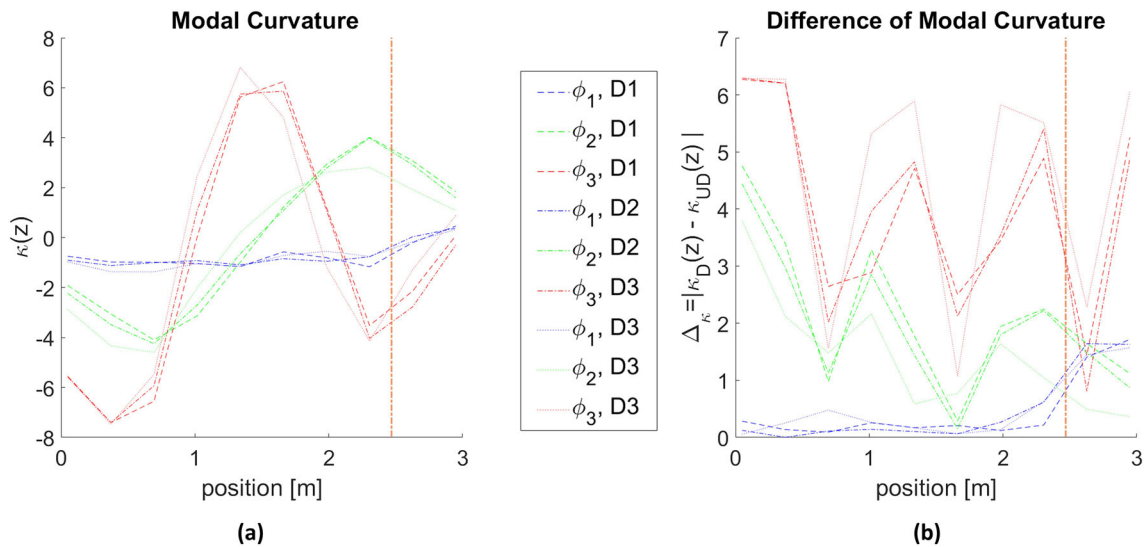 Modal Curvature
8
6
4
2
0
-2
-4
-6
-8
κ(z)
0 1 2 3
position [m]
(a)
ϕ1, D1
ϕ2, D1
ϕ3, D1
ϕ1, D2
ϕ2, D2
ϕ3, D3
ϕ1, D3
ϕ2, D3
ϕ3, D3
Difference of Modal Curvature
7
6
5
4
3
2
1
0
Δκ=|κD(z) - κUD(z) |
0 1 2 3
position [m]
(b)